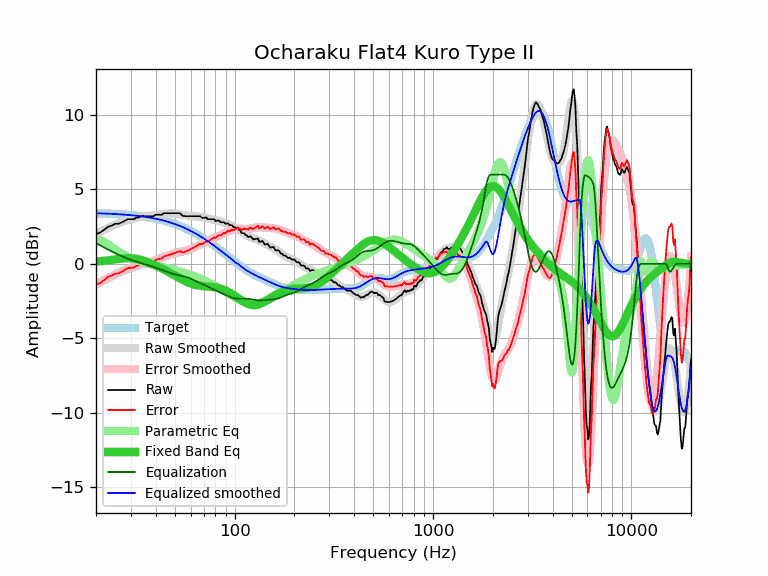 Ocharaku Flat4 Kuro Type II
Amplitude (dBr)
10
5
0
−5
−10
−15
Target
Raw Smoothed
Error Smoothed
Raw
Error
Parametric Eq
Fixed Band Eq
Equalization
Equalized smoothed
100
1000
10000
Frequency (Hz)